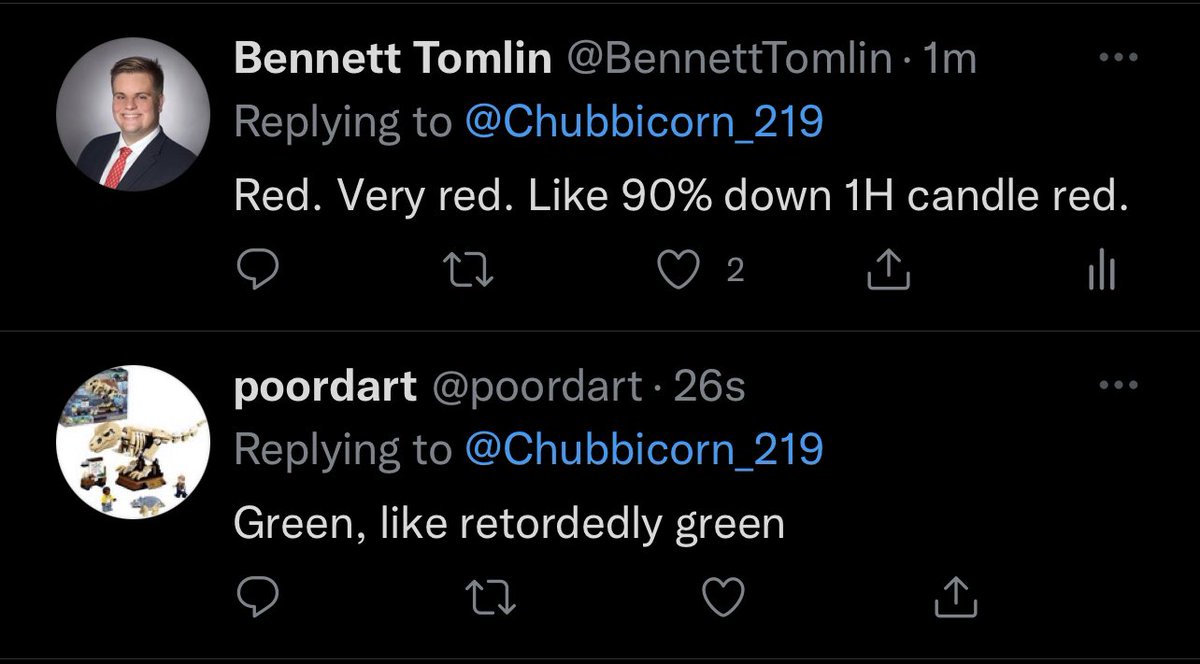 Bennett Tomlin @BennettTomlin · 1m
Replying to @Chubbicorn_219
Red. Very red. Like 90% down 1H candle red.
2
poordart @poordart · 26s
Replying to @Chubbicorn_219
Green, like retordedly green